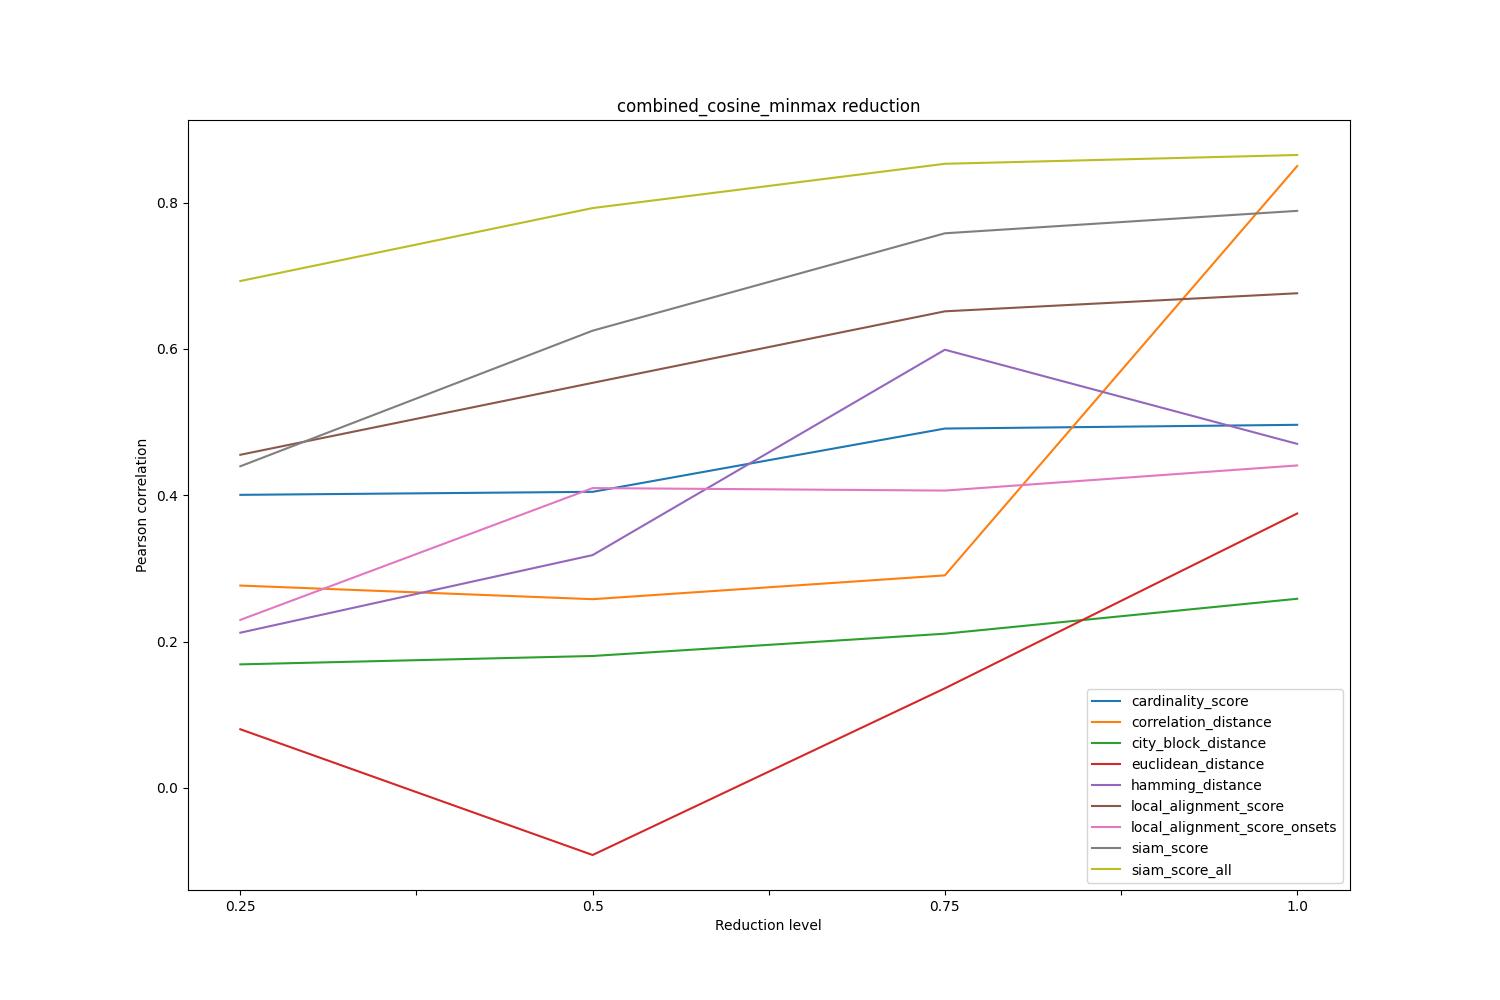 combined_cosine_minmax reduction
Pearson correlation
0.8
0.6
0.4
0.2
0.0
0.25
0.5
0.75
1.0
Reduction level
cardinality_score
correlation_distance
city_block_distance
euclidean_distance
hamming_distance
local_alignment_score
local_alignment_score_onsets
siam_score
siam_score_all